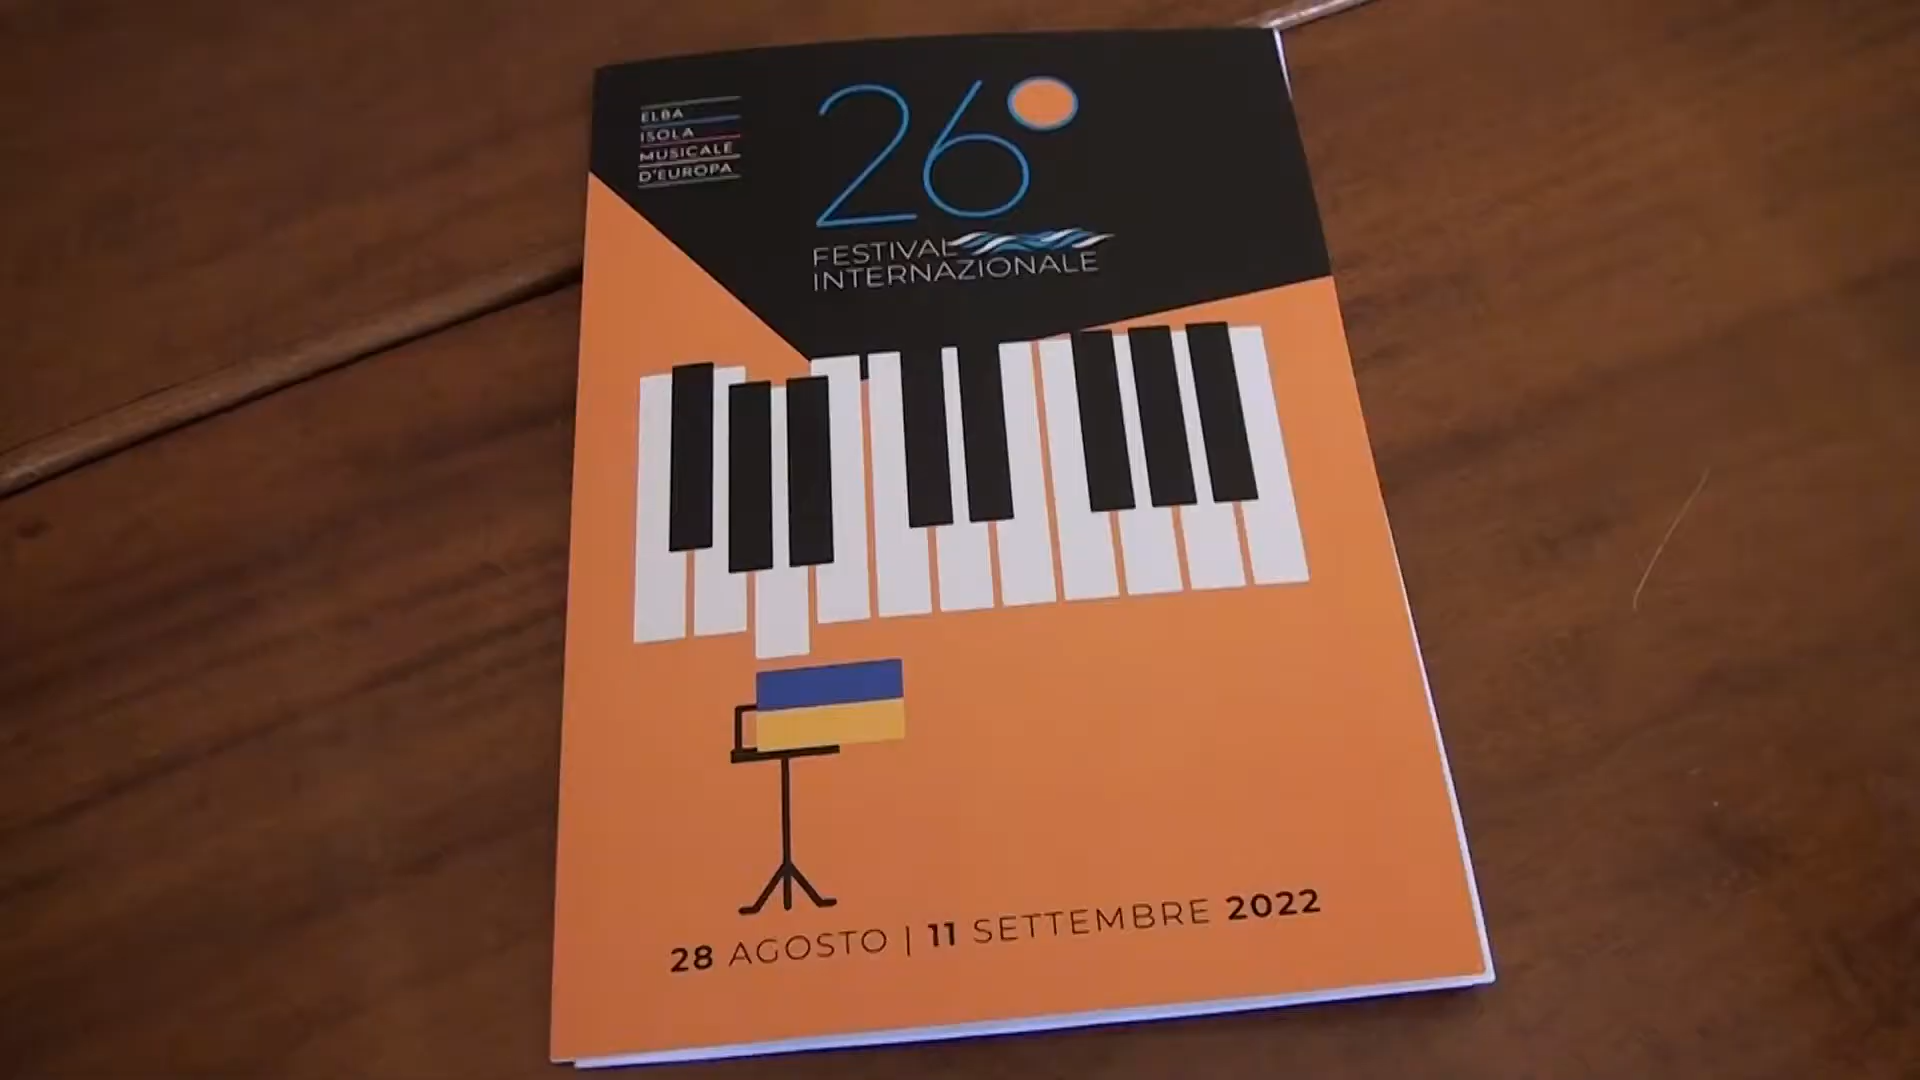 ELBA
ISOLA
MUSICALE
D'EUROPA
26°
FESTIVAL
INTERNAZIONALE
28 AGOSTO | 11 SETTEMBRE 2022